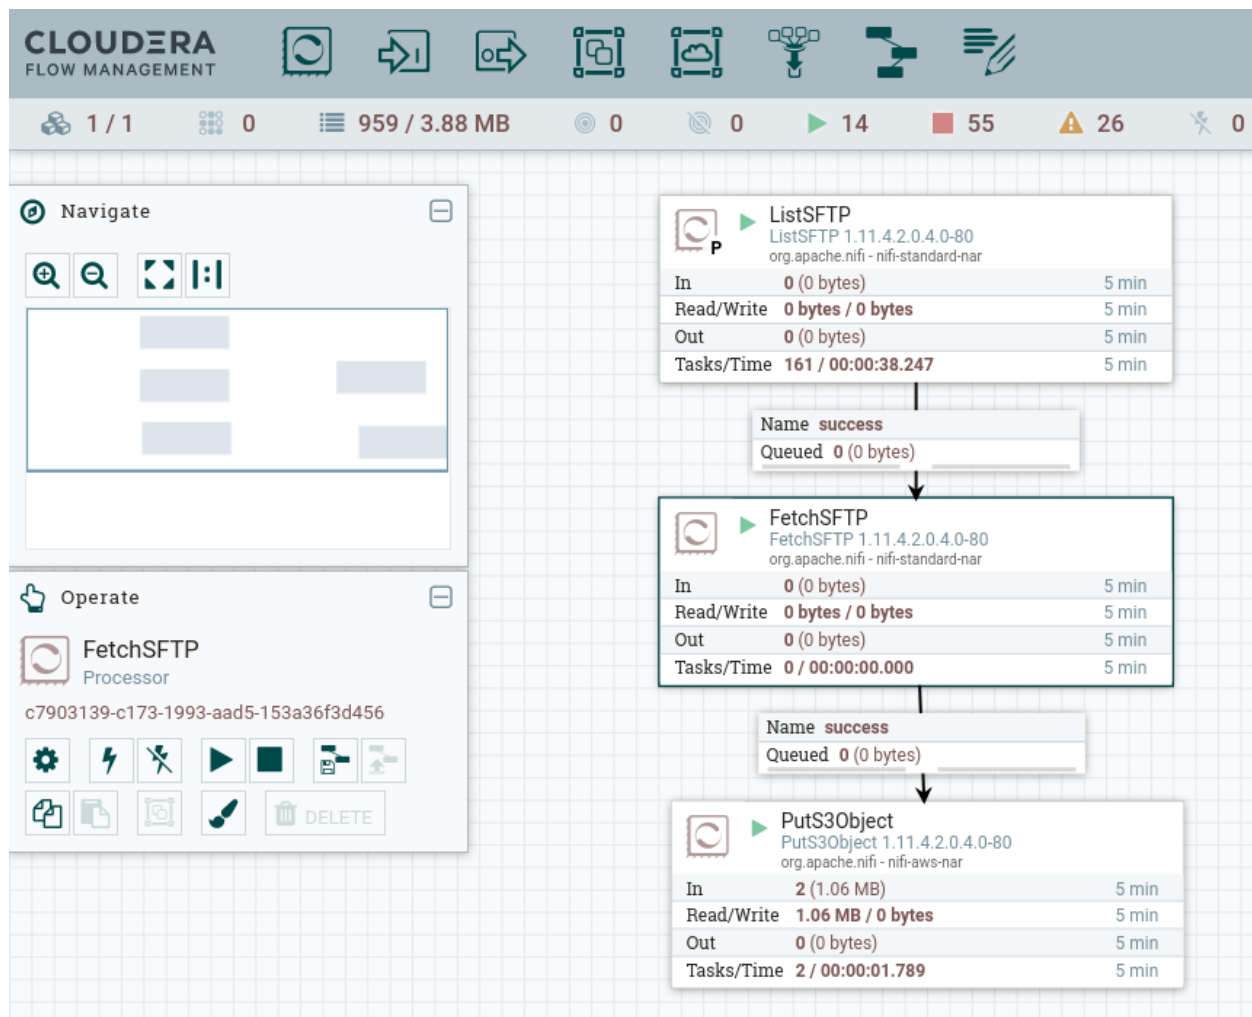 CLOUDERA
FLOW MANAGEMENT
1 / 1
0
959 / 3.88 MB
0
0
14
55
26
0
Navigate
Operate
FetchSFTP
Processor
c7903139-c173-1993-aad5-153a36f3d456
DELETE
P
ListSFTP
ListSFTP 1.11.4.2.0.4.0-80
org.apache.nifi - nifi-standard-nar
In 0 (0 bytes) 5 min
Read/Write 0 bytes / 0 bytes 5 min
Out 0 (0 bytes) 5 min
Tasks/Time 161 / 00:00:38.247 5 min
Name success
Queued 0 (0 bytes)
FetchSFTP
FetchSFTP 1.11.4.2.0.4.0-80
org.apache.nifi - nifi-standard-nar
In 0 (0 bytes) 5 min
Read/Write 0 bytes / 0 bytes 5 min
Out 0 (0 bytes) 5 min
Tasks/Time 0 / 00:00:00.000 5 min
Name success
Queued 0 (0 bytes)
PutS3Object
PutS3Object 1.11.4.2.0.4.0-80
org.apache.nifi - nifi-aws-nar
In 2 (1.06 MB) 5 min
Read/Write 1.06 MB / 0 bytes 5 min
Out 0 (0 bytes) 5 min
Tasks/Time 2 / 00:00:01.789 5 min